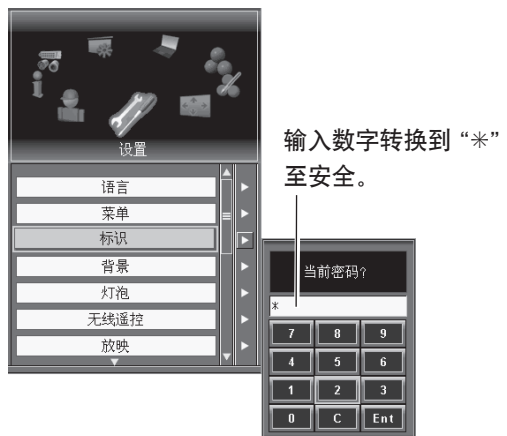 设置
语言
菜单
标识
背景
灯泡
无线遥控
放映
输入数字转换到 “✳”
至安全。
当前密码?
*
7 8 9
4 5 6
1 2 3
0 C Ent